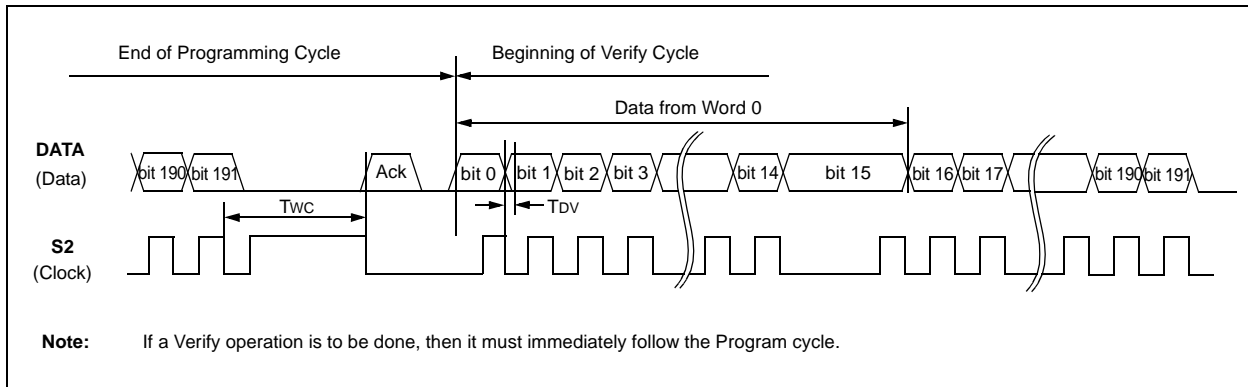 End of Programming Cycle
Beginning of Verify Cycle
Data from Word 0
DATA
(Data)
bit 190
bit 191
Ack
bit 0
bit 1
bit 2
bit 3
bit 14
bit 15
bit 16
bit 17
bit 190
bit 191
TWC
TDV
S2
(Clock)
Note: If a Verify operation is to be done, then it must immediately follow the Program cycle.